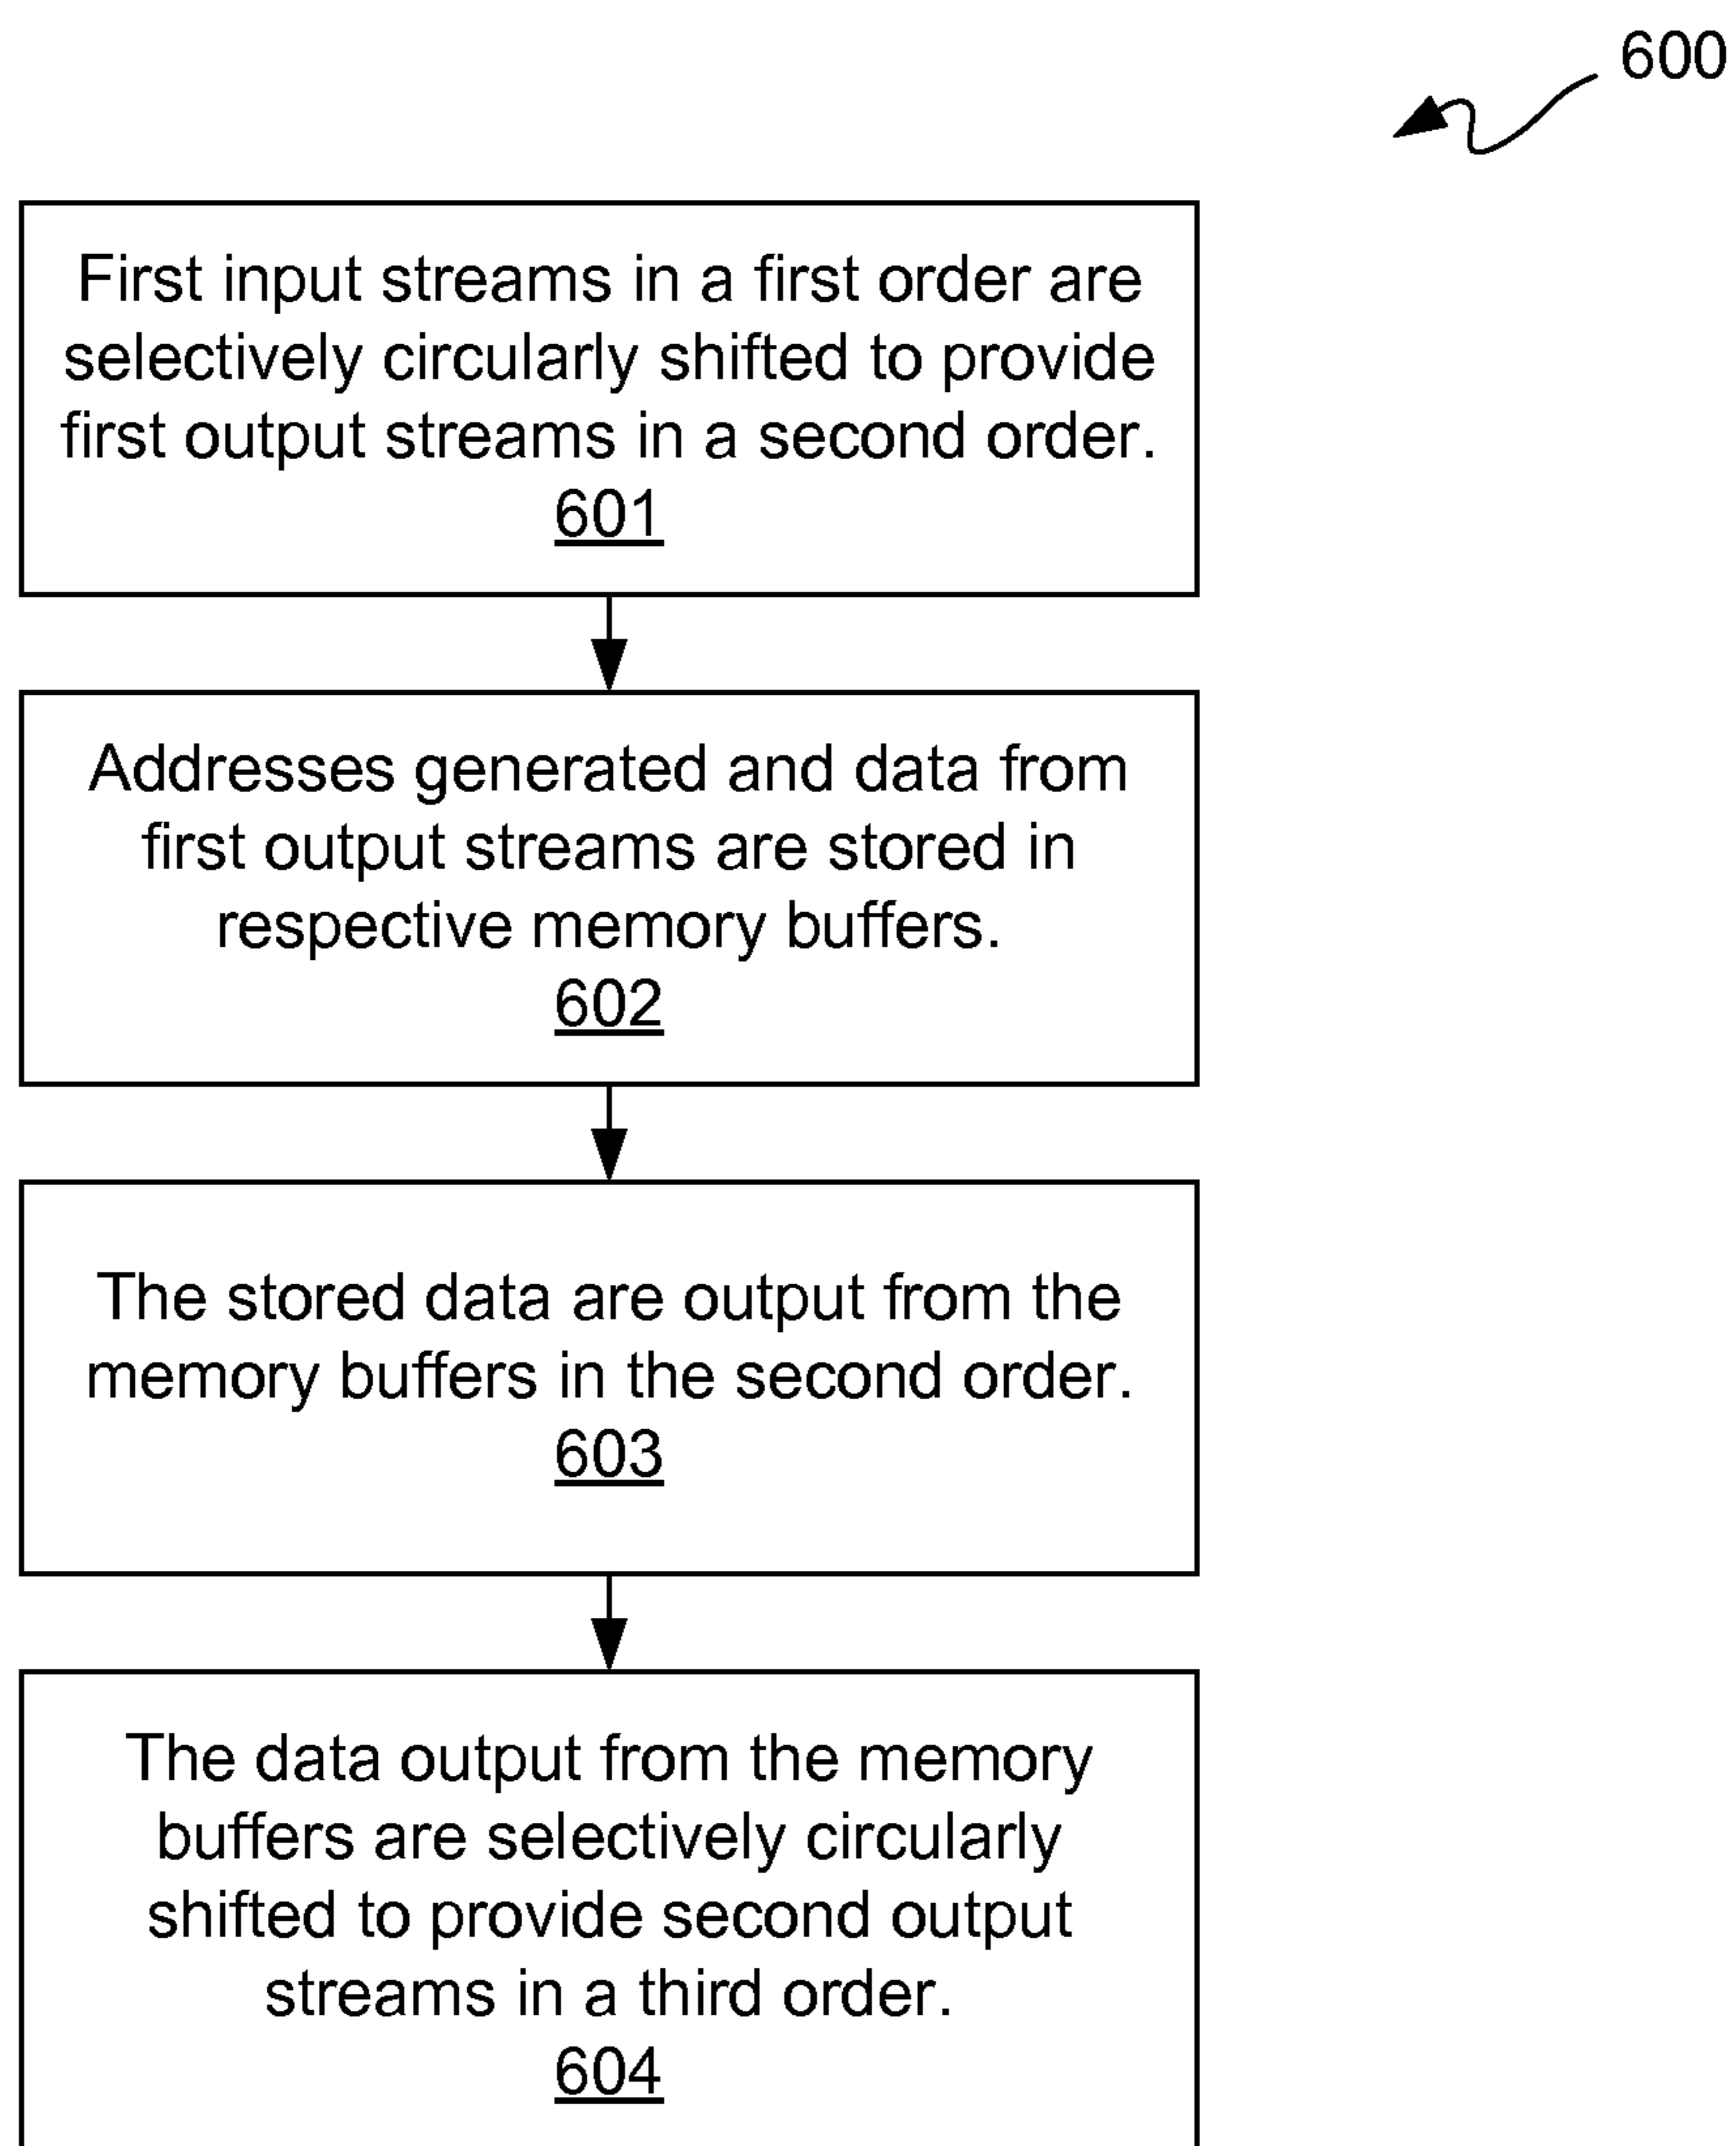 600
First input streams in a first order are
selectively circularly shifted to provide
first output streams in a second order.
601
Addresses generated and data from
first output streams are stored in
respective memory buffers.
602
The stored data are output from the
memory buffers in the second order.
603
The data output from the memory
buffers are selectively circularly
shifted to provide second output
streams in a third order.
604